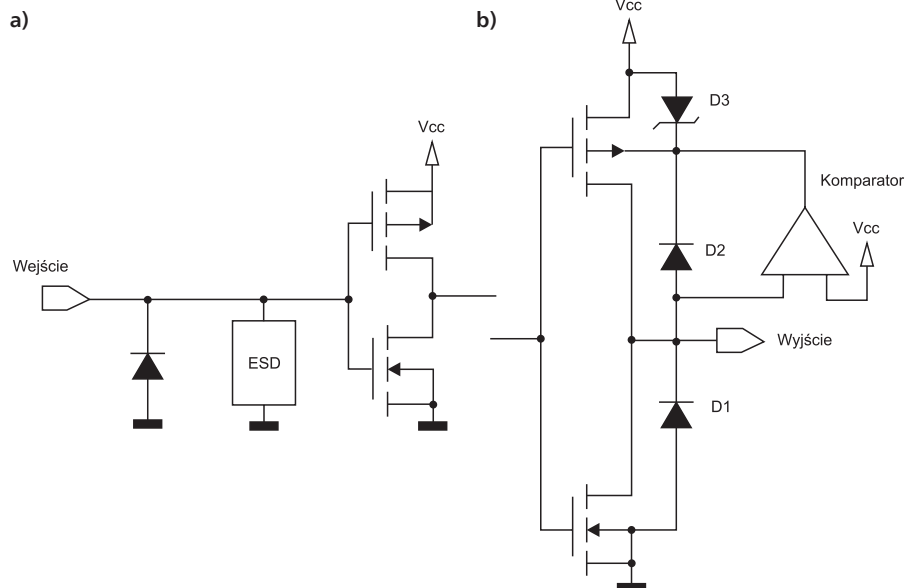 a)
Wejście
ESD
Vcc
b)
Vcc
D3
Komparator
Vcc
D2
Wyjście
D1